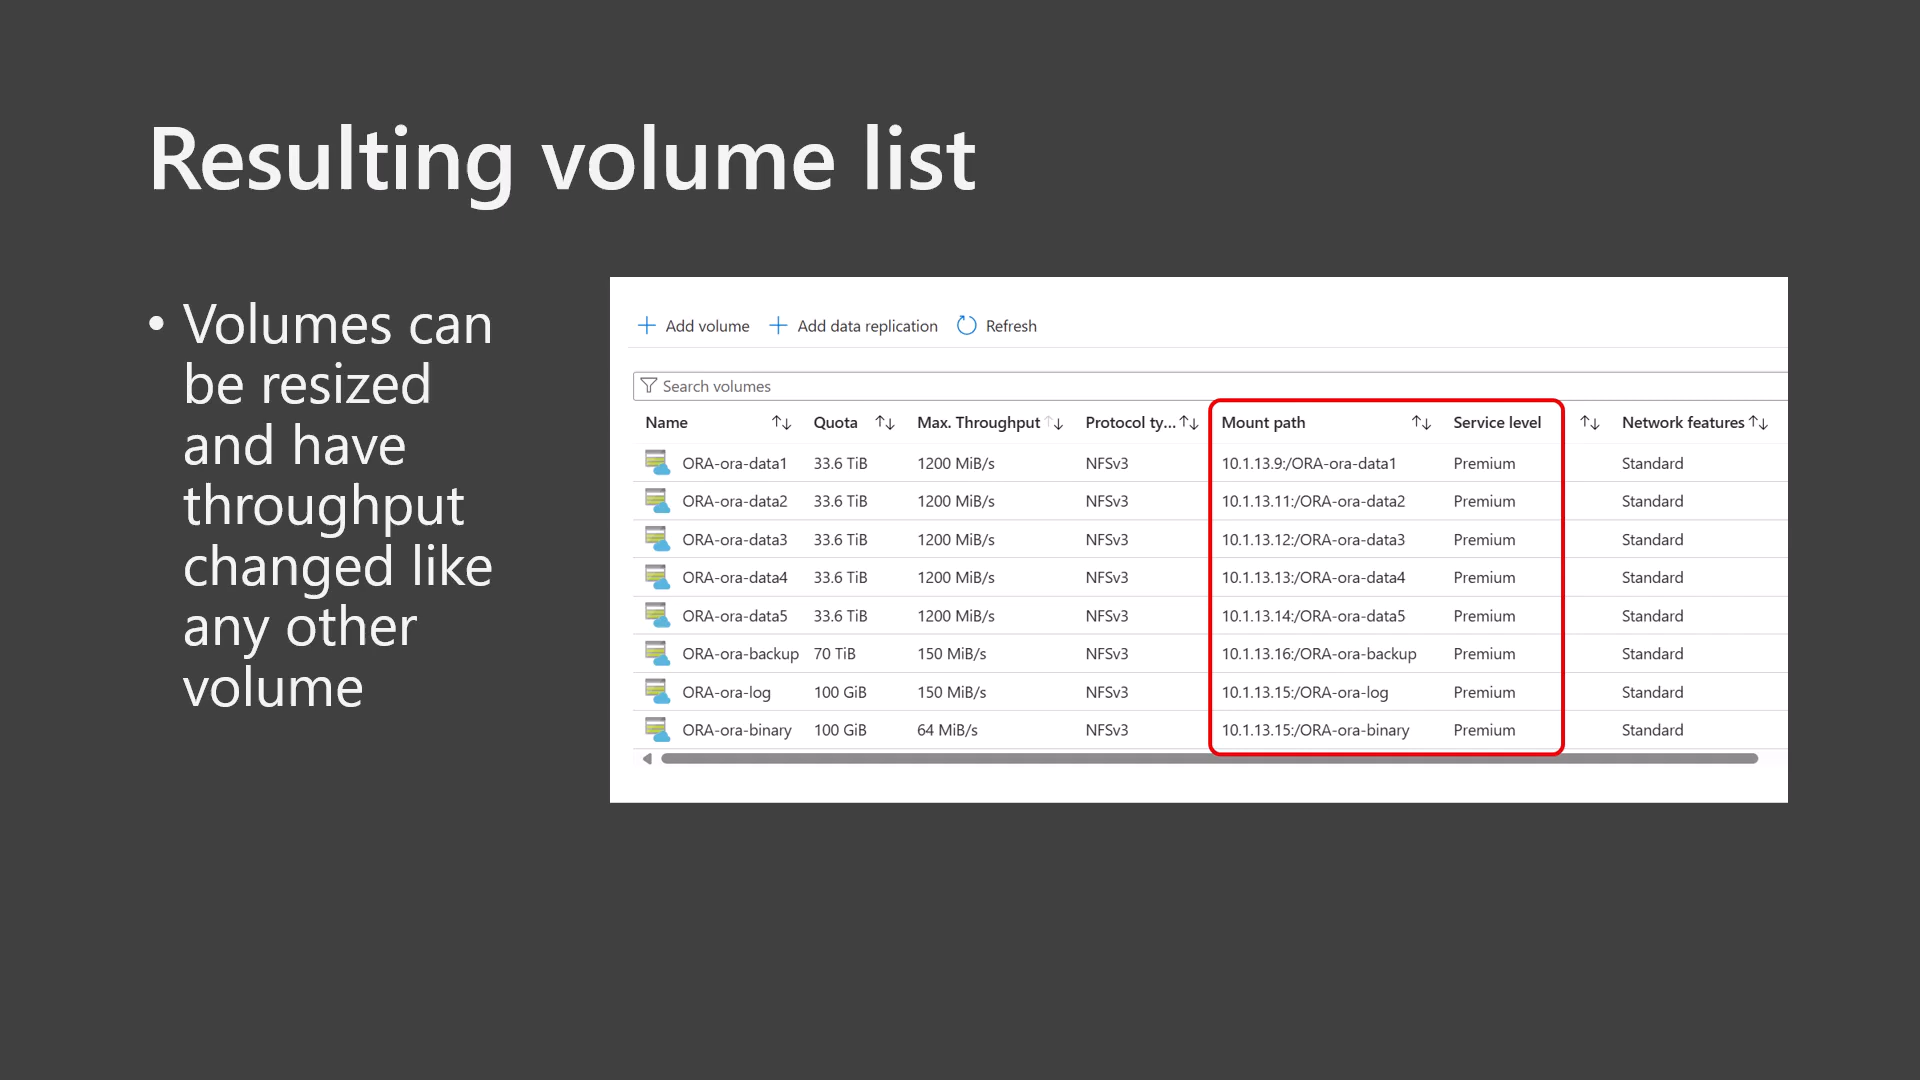 Resulting volume list
• Volumes can
be resized
and have
throughput
changed like
any other
volume
Add volume Add data replication Refresh
Search volumes
Name Quota Max. Throughput Protocol ty... Mount path Service level Network features
ORA-ora-data1 33.6 TiB 1200 MiB/s NFSv3 10.1.13.9:/ORA-ora-data1 Premium Standard
ORA-ora-data2 33.6 TiB 1200 MiB/s NFSv3 10.1.13.11:/ORA-ora-data2 Premium Standard
ORA-ora-data3 33.6 TiB 1200 MiB/s NFSv3 10.1.13.12:/ORA-ora-data3 Premium Standard
ORA-ora-data4 33.6 TiB 1200 MiB/s NFSv3 10.1.13.13:/ORA-ora-data4 Premium Standard
ORA-ora-data5 33.6 TiB 1200 MiB/s NFSv3 10.1.13.14:/ORA-ora-data5 Premium Standard
ORA-ora-backup 70 TiB 150 MiB/s NFSv3 10.1.13.16:/ORA-ora-backup Premium Standard
ORA-ora-log 100 GiB 150 MiB/s NFSv3 10.1.13.15:/ORA-ora-log Premium Standard
ORA-ora-binary 100 GiB 64 MiB/s NFSv3 10.1.13.15:/ORA-ora-binary Premium Standard